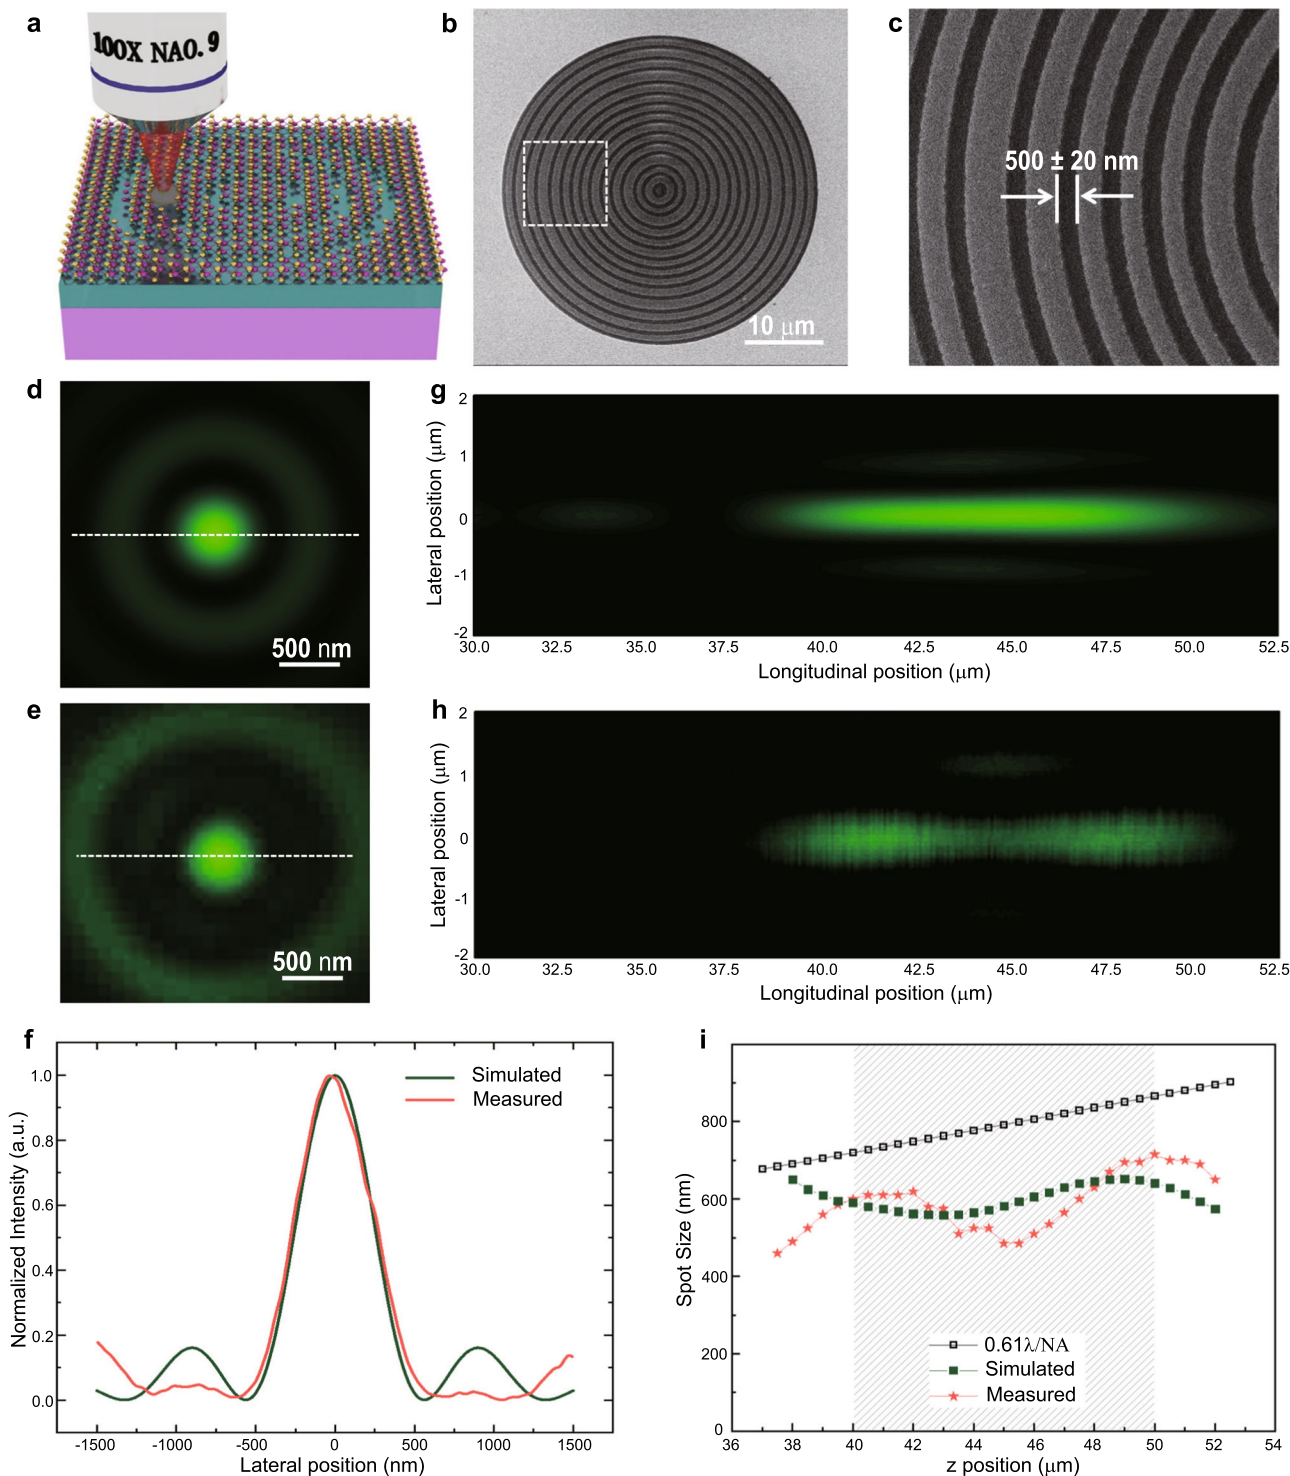 a
100X NA0. 9
b
10 μm
c
500 ± 20 nm
d
500 nm
e
500 nm
g
Lateral position (μm)
2
1
0
-1
-2
30.0 32.5 35.0 37.5 40.0 42.5 45.0 47.5 50.0 52.5
Longitudinal position (μm)
h
Lateral position (μm)
2
1
0
-1
-2
30.0 32.5 35.0 37.5 40.0 42.5 45.0 47.5 50.0 52.5
Longitudinal position (μm)
f
Normalized Intensity (a.u.)
1.0
0.8
0.6
0.4
0.2
0.0
Simulated
Measured
-1500 -1000 -500 0 500 1000 1500
Lateral position (nm)
i
Spot Size (nm)
800
600
400
200
0
0.61λ/NA
Simulated
Measured
36 38 40 42 44 46 48 50 52 54
z position (μm)